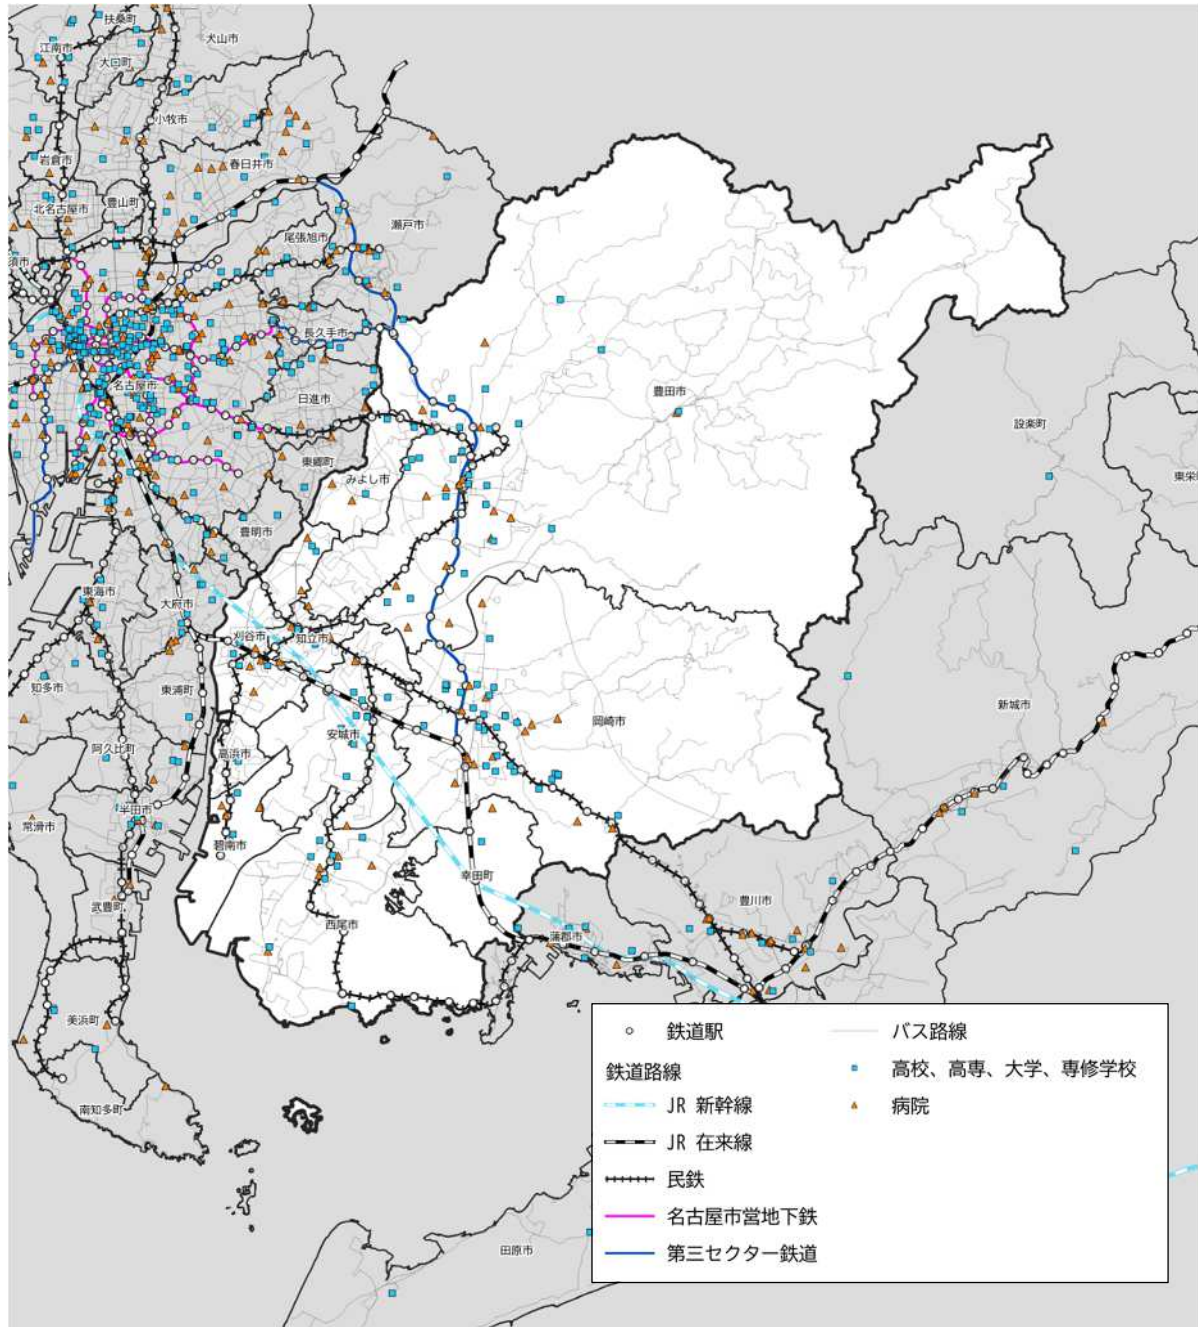 扶桑町
犬山市
江南市
大口町
小牧市
岩倉市
春日井市
豊山町
北名古屋市
瀬戸市
尾張旭市
須市
長久手市
名古屋市
豊田市
日進市
設楽町
東郷町
みよし市
東栄
豊明市
東海市
大府市
刈谷市
知立市
知多市
東浦町
新城市
岡崎市
安城市
阿久比町
高浜市
半田市
常滑市
碧南市
幸田町
武豊町
豊川市
西尾市
蒲郡市
美浜町
南知多町
田原市
鉄道駅
バス路線
鉄道路線
高校、高専、大学、専修学校
JR 新幹線
病院
JR 在来線
民鉄
名古屋市営地下鉄
第三セクター鉄道